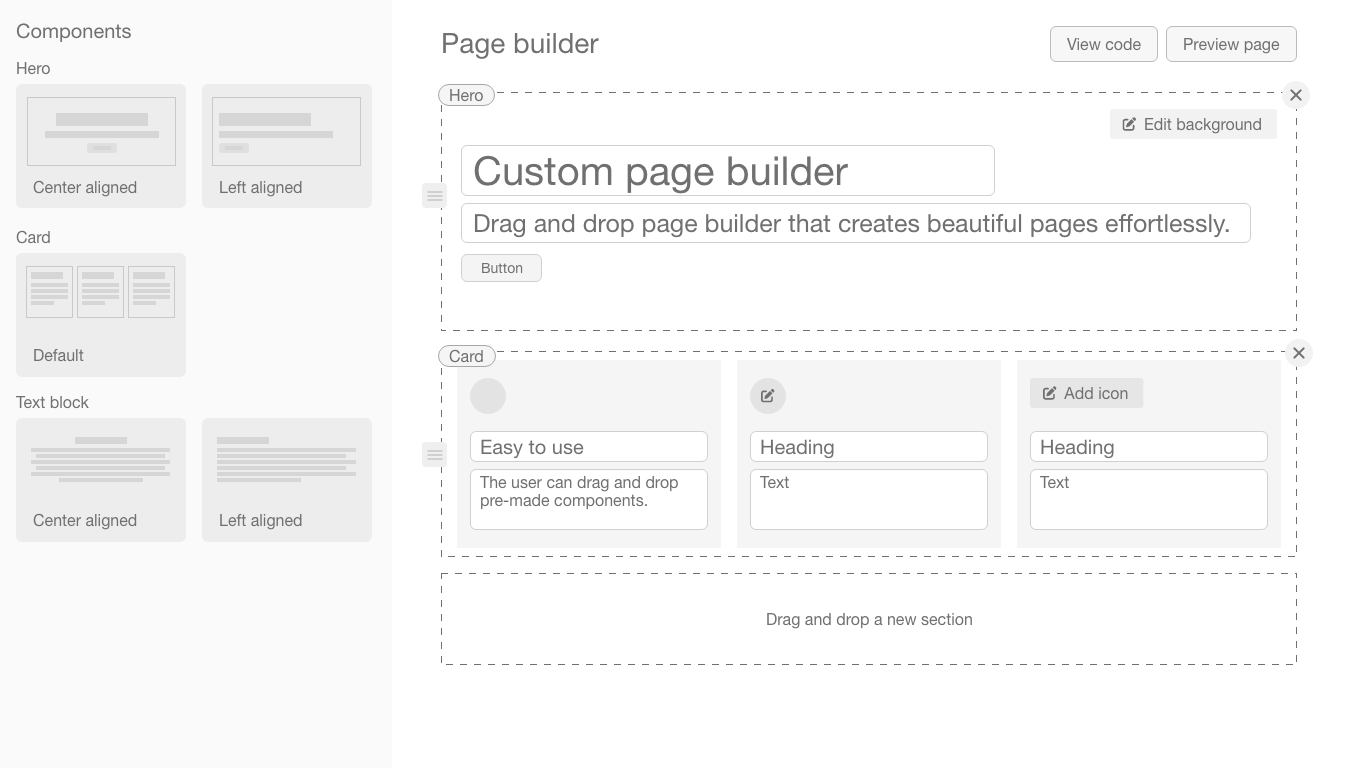 Components
Hero
Center aligned
Left aligned
Card
Default
Text block
Center aligned
Left aligned
Page builder
View code
Preview page
Hero
Edit background
Custom page builder
Drag and drop page builder that creates beautiful pages effortlessly.
Button
Card
Easy to use
The user can drag and drop
pre-made components.
Heading
Text
Add icon
Heading
Text
Drag and drop a new section